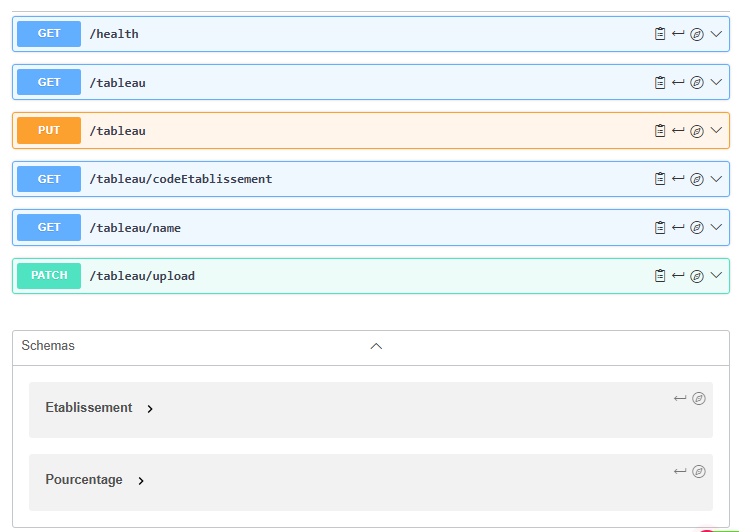 GET /health
GET /tableau
PUT /tableau
GET /tableau/codeEtablissement
GET /tableau/name
PATCH /tableau/upload
Schemas
Etablissement
Pourcentage